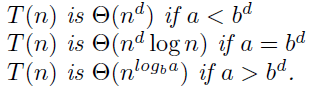 T(n) is Θ(n^d) if a < b^d
T(n) is Θ(n^d log n) if a = b^d
T(n) is Θ(n^{log_b a}) if a > b^d.